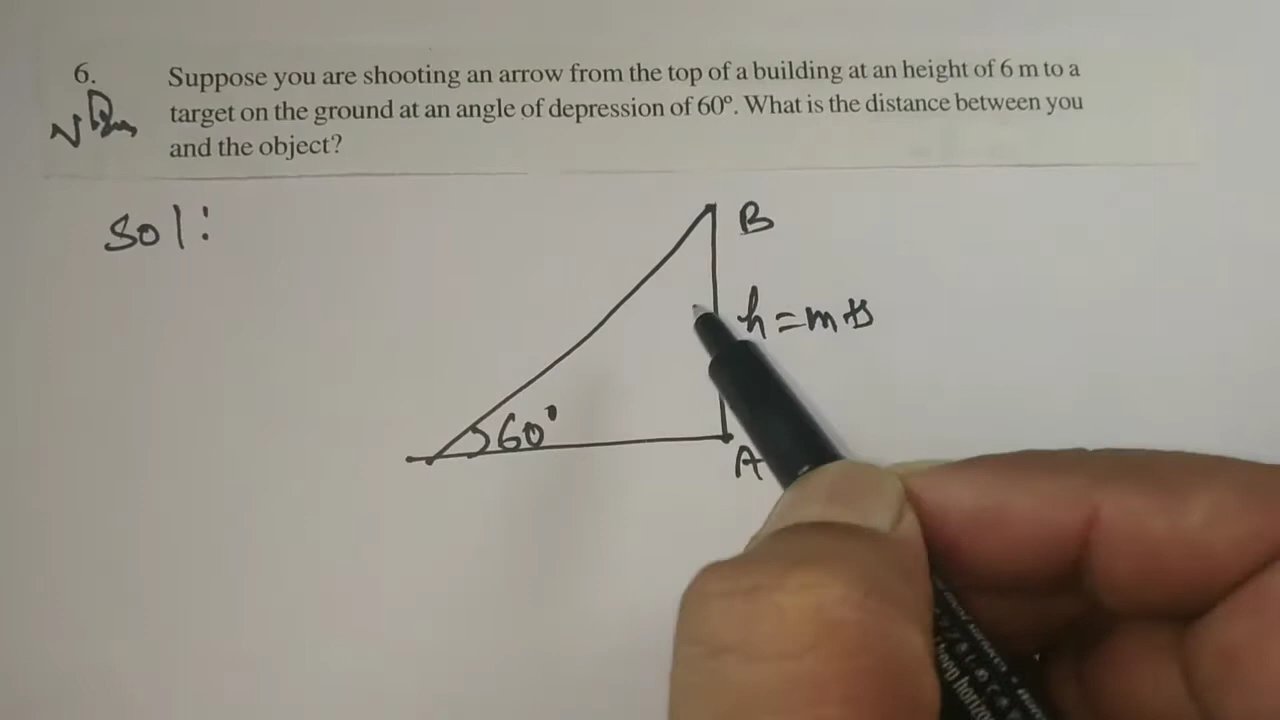 6. Suppose you are shooting an arrow from the top of a building at an height of 6 m to a
target on the ground at an angle of depression of 60°. What is the distance between you
and the object?
Sol:
B
h = mts
60°
A